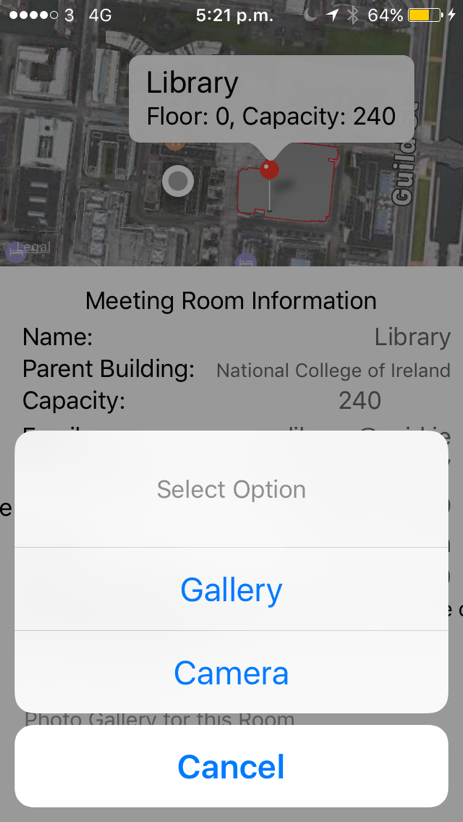 3 4G 5:21 p.m. 64%
Library
Floor: 0, Capacity: 240
Guild
Legal
Meeting Room Information
Name: Library
Parent Building: National College of Ireland
Capacity: 240
Select Option
Gallery
Camera
Photo Gallery for this Room
Cancel